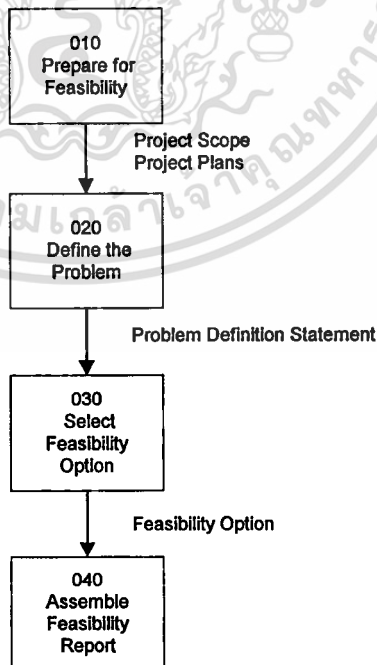 010
Prepare for
Feasibility
Project Scope
Project Plans
020
Define the
Problem
Problem Definition Statement
030
Select
Feasibility
Option
Feasibility Option
040
Assemble
Feasibility
Report